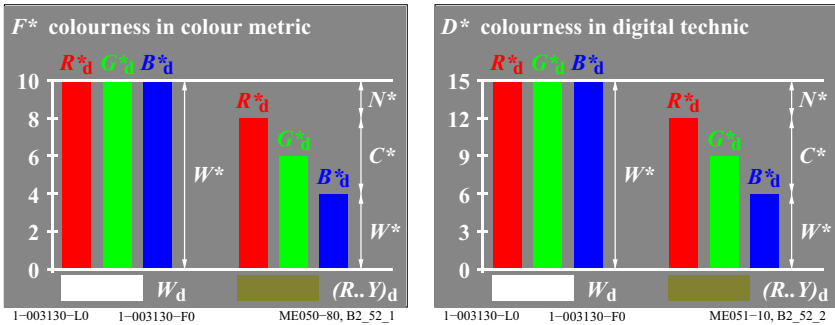 F* colourness in colour metric
R*d G*d B*d
10
8
6
4
2
0
W*
R*d
G*d
B*d
N*
C*
W*
Wd
(R..Y)d
1−003130−L0 1−003130−F0 ME050−80, B2_52_1
D* colourness in digital technic
R*d G*d B*d
15
12
9
6
3
0
W*
R*d
G*d
B*d
N*
C*
W*
Wd
(R..Y)d
1−003130−L0 1−003130−F0 ME051−10, B2_52_2